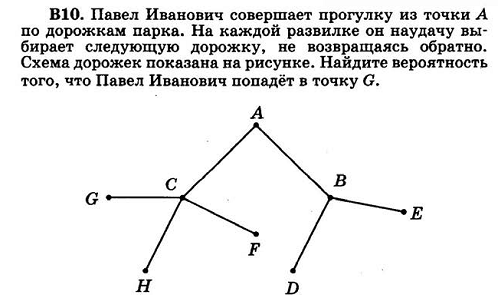 В10. Павел Иванович совершает прогулку из точки A
по дорожкам парка. На каждой развилке он наудачу вы-
бирает следующую дорожку, не возвращаясь обратно.
Схема дорожек показана на рисунке. Найдите вероятность
того, что Павел Иванович попадёт в точку G.
A
C
B
G
E
F
H
D